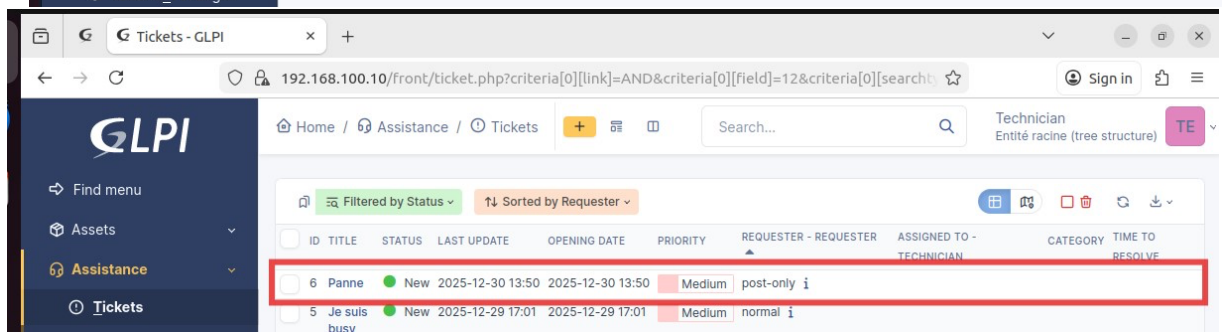 Tickets - GLPI
192.168.100.10/front/ticket.php?criteria[0][link]=AND&criteria[0][field]=12&criteria[0][search
Sign in
GLPI
Home / Assistance / Tickets
Search...
Technician
Entité racine (tree structure)
TE
Find menu
Filtered by Status
Sorted by Requester
Assets
ID TITLE STATUS LAST UPDATE OPENING DATE PRIORITY REQUESTER - REQUESTER ASSIGNED TO - TECHNICIAN CATEGORY TIME TO RESOLVE
Assistance
6 Panne New 2025-12-30 13:50 2025-12-30 13:50 Medium post-only i
Tickets
5 Je suis busy New 2025-12-29 17:01 2025-12-29 17:01 Medium normal i